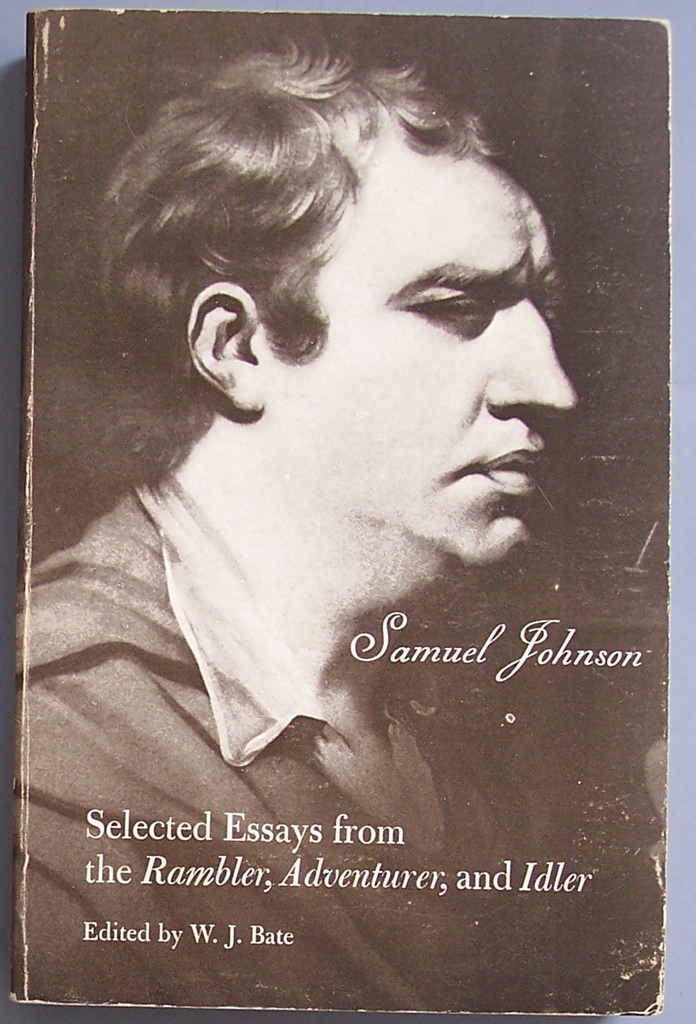 Samuel Johnson
Selected Essays from
the Rambler, Adventurer, and Idler
Edited by W. J. Bate